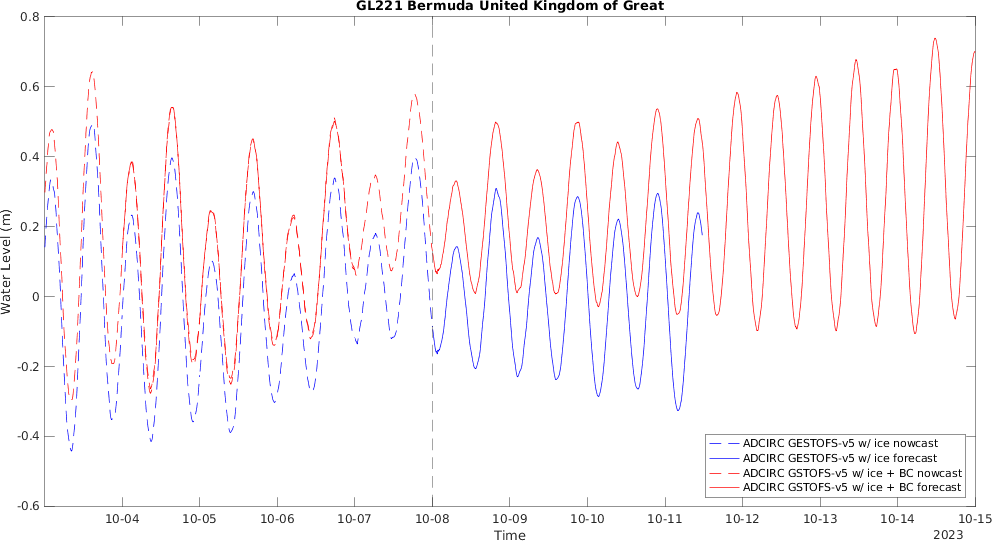 GL221 Bermuda United Kingdom of Great
0.8
0.6
0.4
0.2
0
-0.2
-0.4
-0.6
Water Level (m)
ADCIRC GESTOFS-v5 w/ ice nowcast
ADCIRC GESTOFS-v5 w/ ice forecast
ADCIRC GSTOFS-v5 w/ ice + BC nowcast
ADCIRC GSTOFS-v5 w/ ice + BC forecast
10-04 10-05 10-06 10-07 10-08 10-09 10-10 10-11 10-12 10-13 10-14 10-15
Time
2023